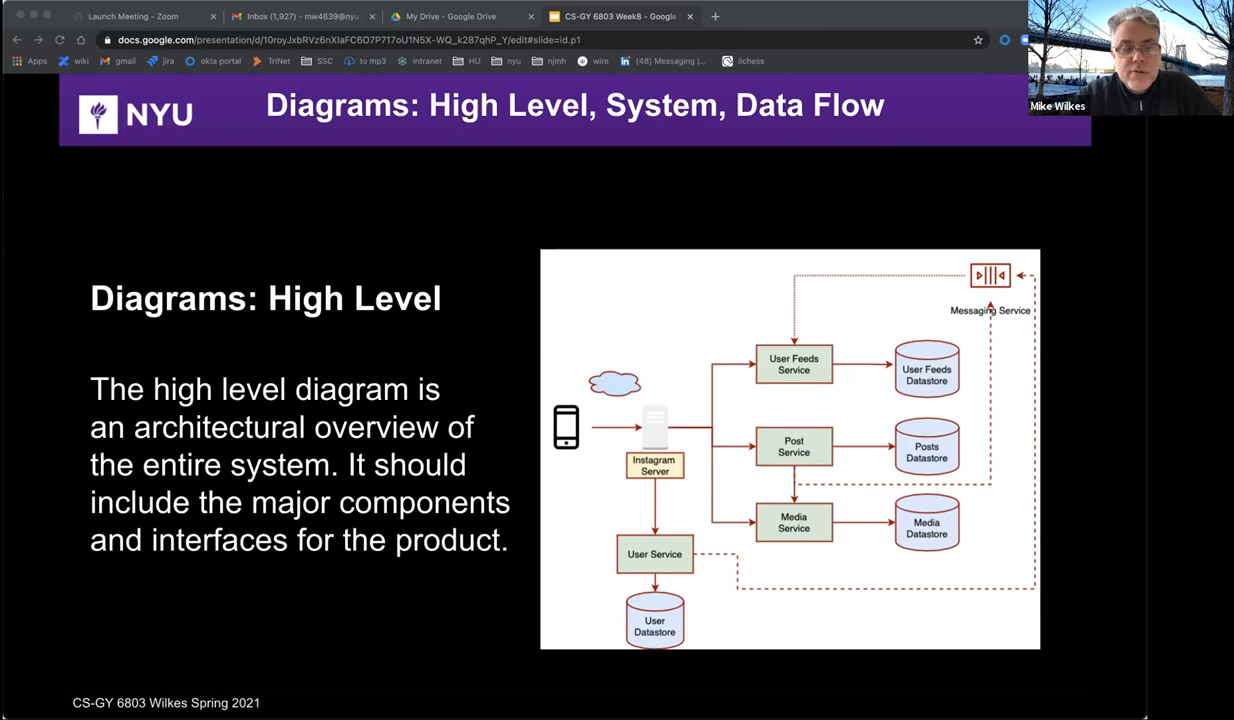 Launch Meeting - Zoom
Inbox (1,927) - mw4639@nyu.
My Drive - Google Drive
CS-GY 6803 Week8 - Google
docs.google.com/presentation/d/10royJxbRVz6nXlaFC6O7P717oU1N5X-WQ_k287qhP_Y/edit#slide=id.p1
Apps wiki gmail jira okta portal TriNet SSC to mp3 intranet HU nyu njmh wire (48) Messaging |... lichess
Mike Wilkes
NYU
Diagrams: High Level, System, Data Flow
Diagrams: High Level
The high level diagram is
an architectural overview of
the entire system. It should
include the major components
and interfaces for the product.
Messaging Service
User Feeds
Service
User Feeds
Datastore
Instagram
Server
Post
Service
Posts
Datastore
Media
Service
Media
Datastore
User Service
User
Datastore
CS-GY 6803 Wilkes Spring 2021